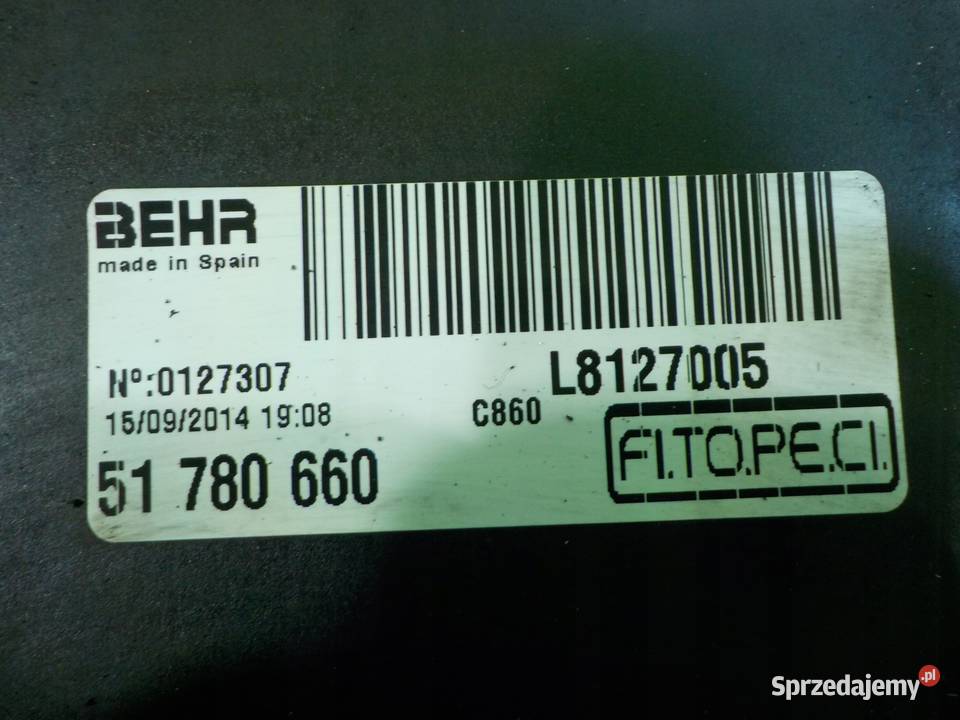 BEHR
made in Spain
Nº:0127307
L8127005
15/09/2014 19:08
C860
51 780 660
FI.TO.PE.CI.
Sprzedajemy.pl